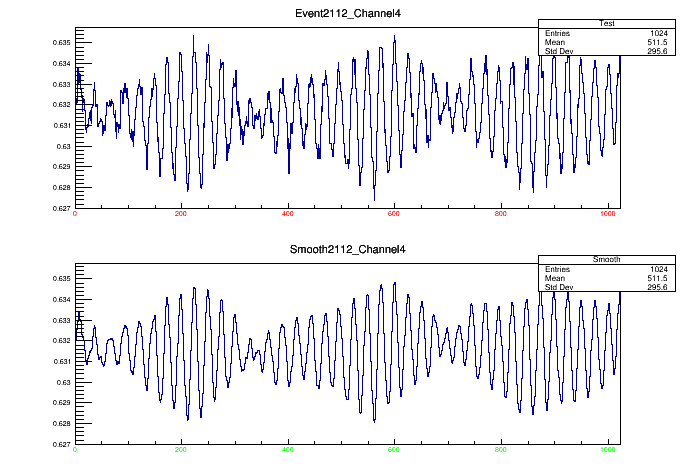 Event2112_Channel4
Test
Entries 1024
Mean 511.5
Std Dev 295.6
0.635
0.634
0.633
0.632
0.631
0.63
0.629
0.628
0.627
0 200 400 600 800 1000
Smooth2112_Channel4
Smooth
Entries 1024
Mean 511.5
Std Dev 295.6
0.635
0.634
0.633
0.632
0.631
0.63
0.629
0.628
0.627
0 200 400 600 800 1000